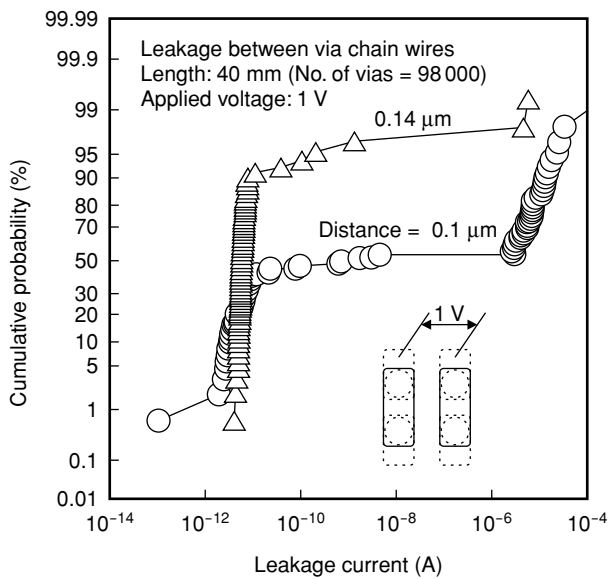 99.99
99.9
99
95
90
80
70
50
30
20
10
5
1
0.1
0.01
Cumulative probability (%)
Leakage between via chain wires
Length: 40 mm (No. of vias = 98 000)
Applied voltage: 1 V
0.14 μm
Distance = 0.1 μm
1 V
10⁻¹⁴
10⁻¹²
10⁻¹⁰
10⁻⁸
10⁻⁶
10⁻⁴
Leakage current (A)